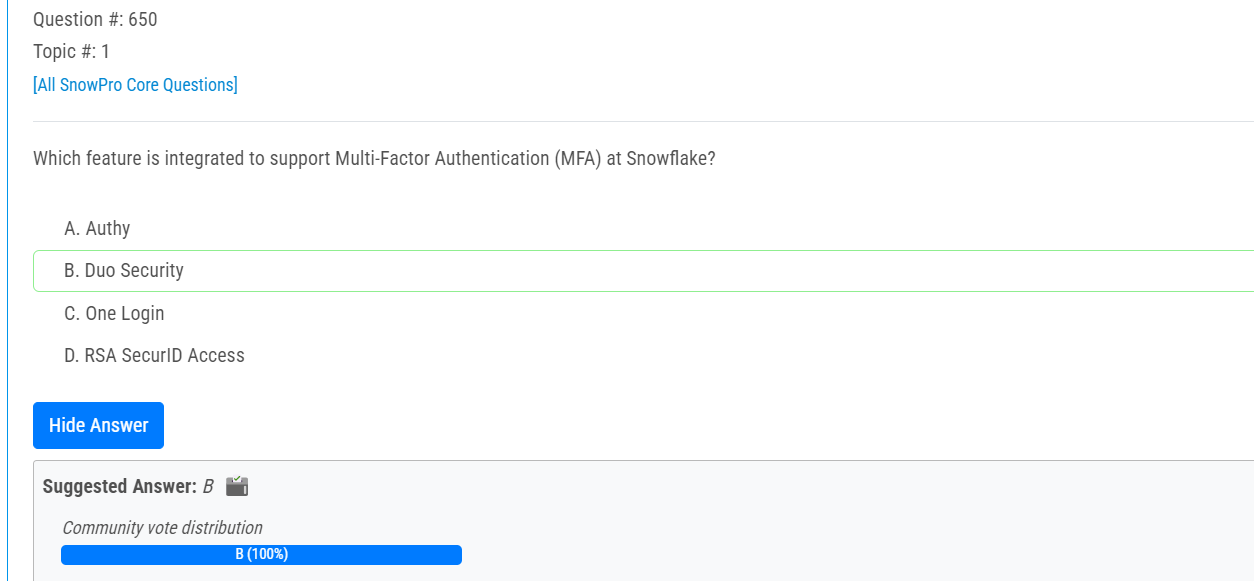 Question #: 650
Topic #: 1
[All SnowPro Core Questions]
Which feature is integrated to support Multi-Factor Authentication (MFA) at Snowflake?
A. Authy
B. Duo Security
C. One Login
D. RSA SecurID Access
Hide Answer
Suggested Answer: B
Community vote distribution
B (100%)